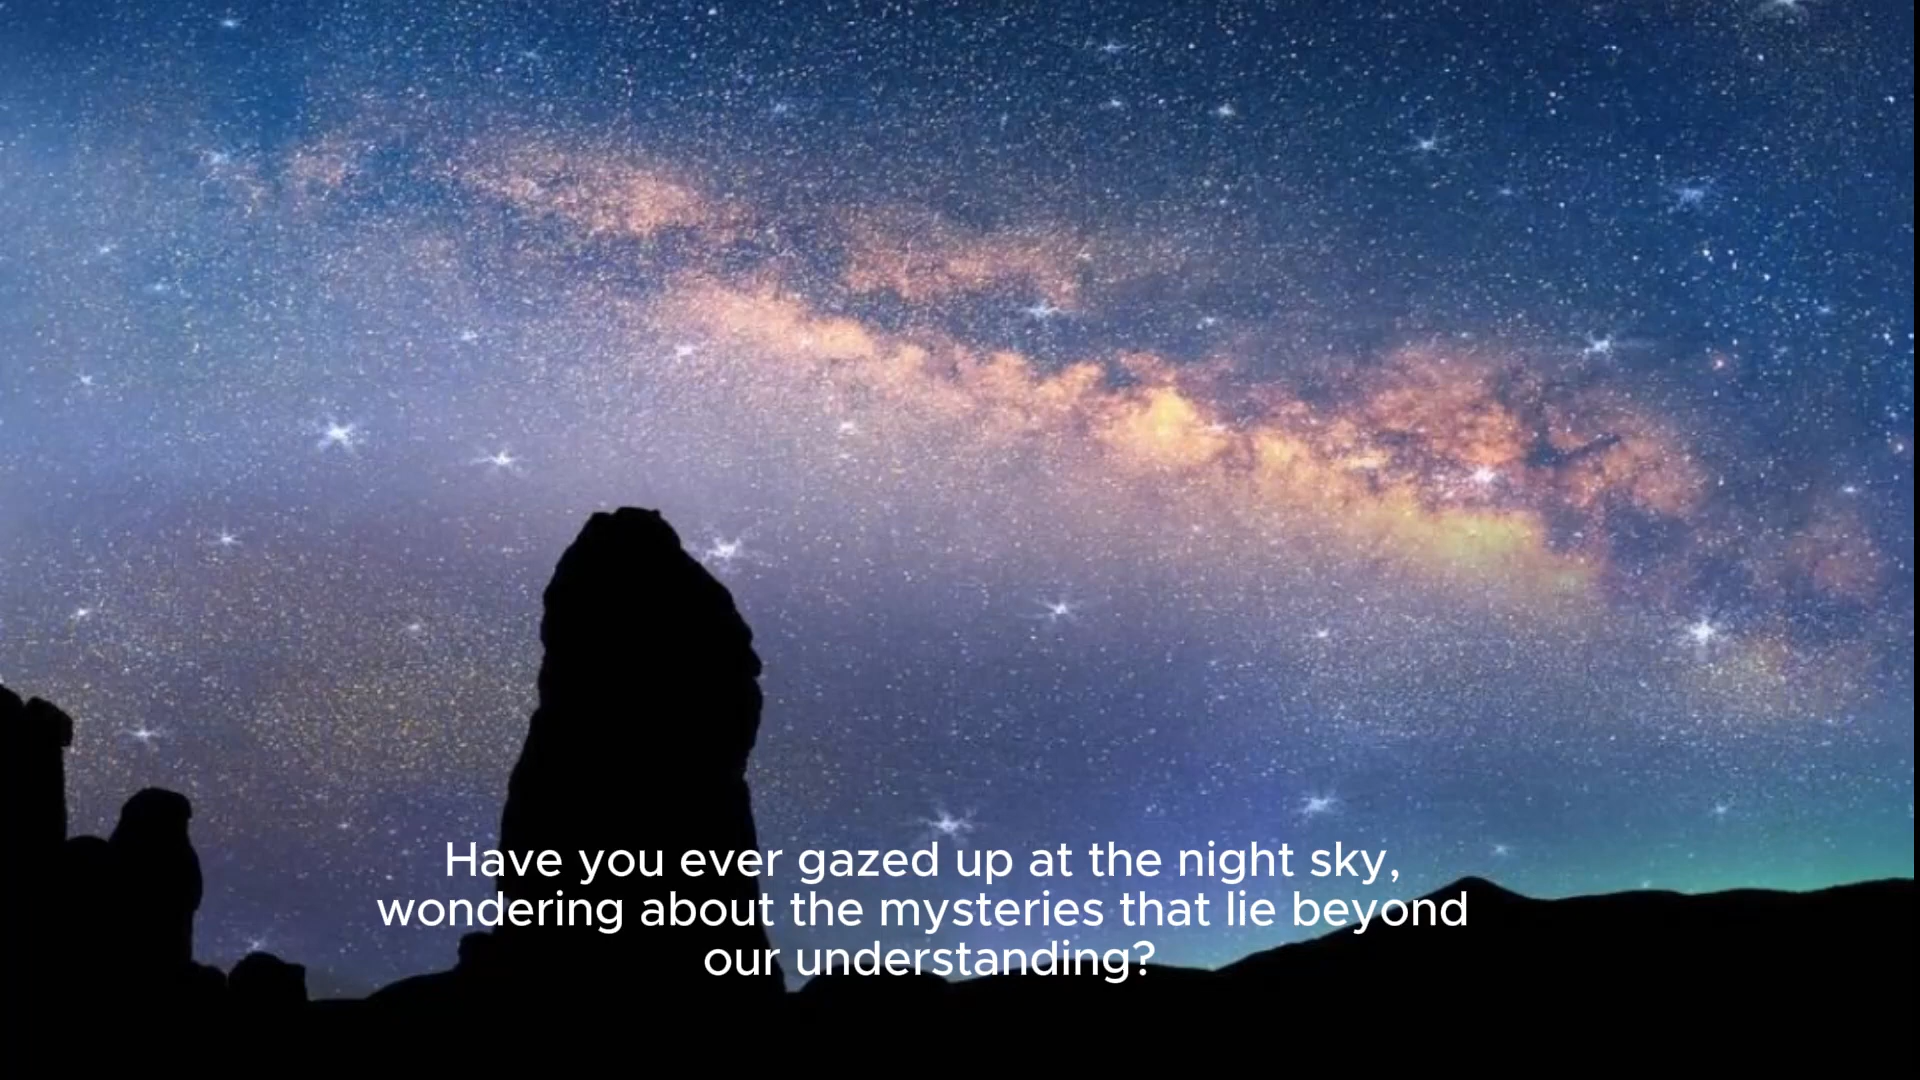 Have you ever gazed up at the night sky,
wondering about the mysteries that lie beyond
our understanding?